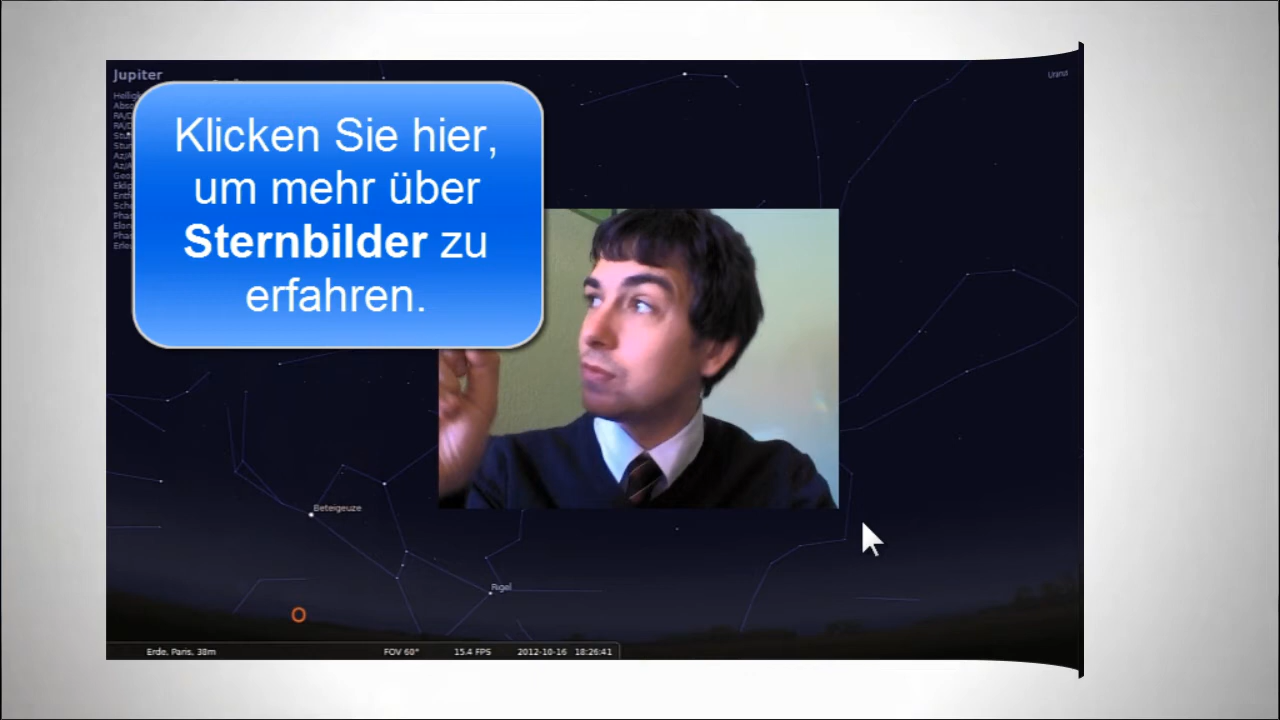 Jupiter
Uranus
Klicken Sie hier,
um mehr über
Sternbilder zu
erfahren.
Beteigeuze
Rigel
O
Erde, Paris, 38m
FOV 60°
15.4 FPS
2012-10-16 18:26:41